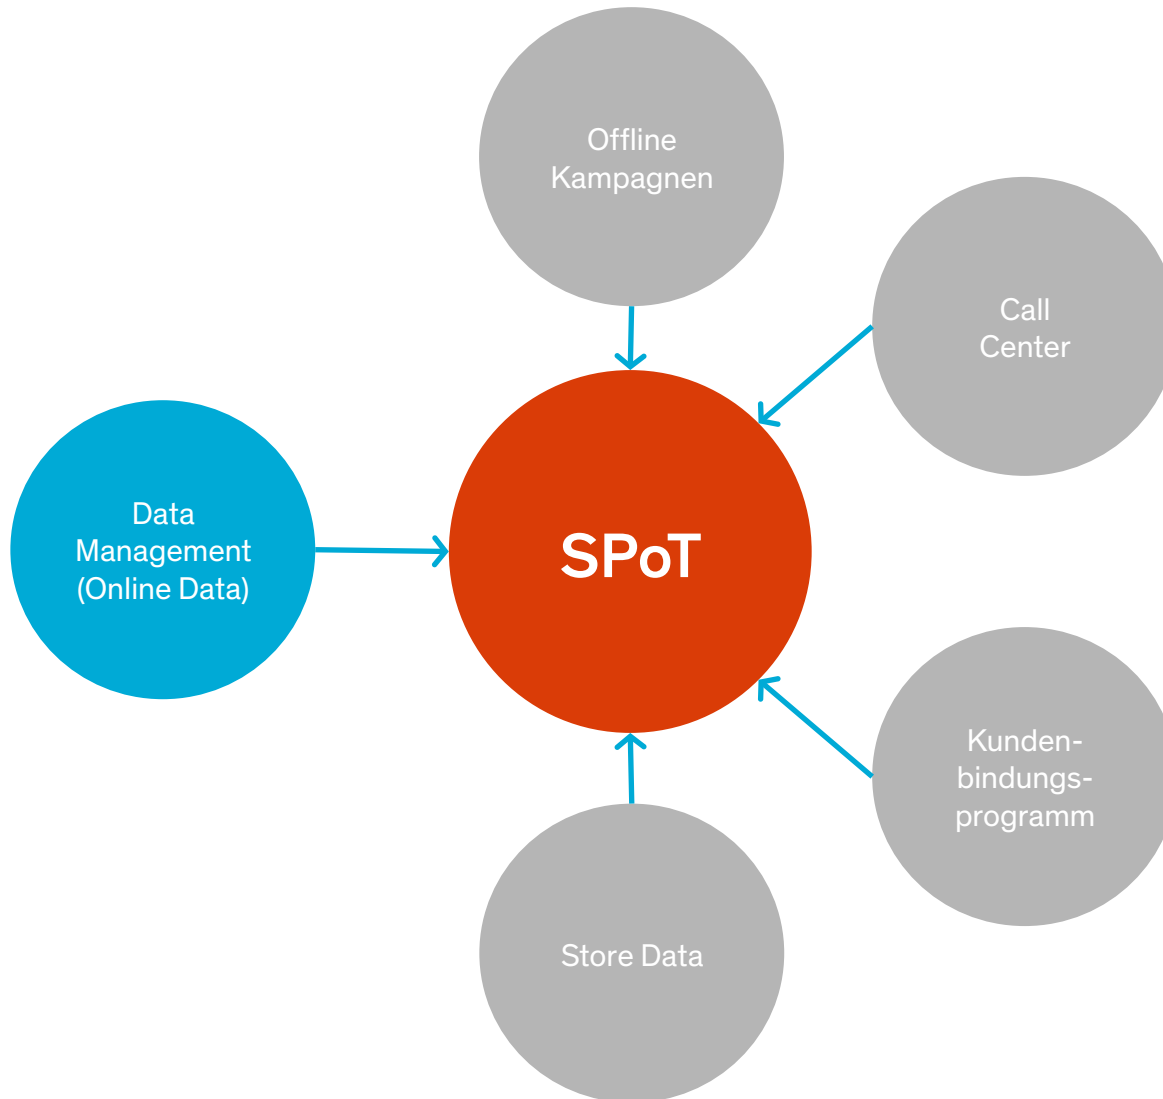 Offline
Kampagnen
Call
Center
Data
Management
(Online Data)
SPoT
Kunden-
bindungs-
programm
Store Data